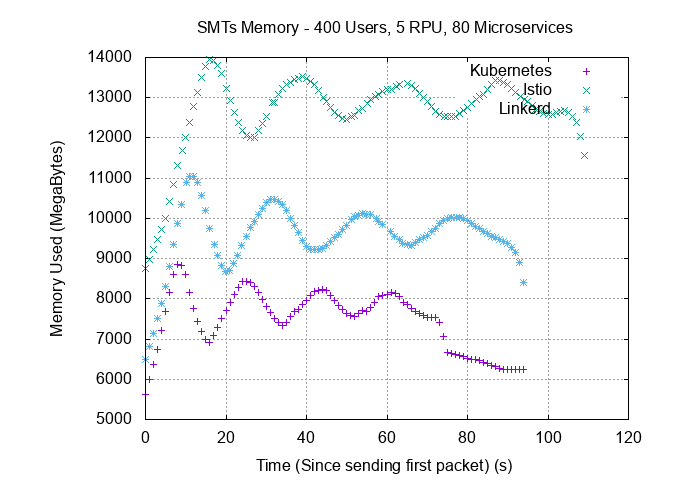 SMTs Memory - 400 Users, 5 RPU, 80 Microservices
14000
13000
12000
11000
10000
9000
8000
7000
6000
5000
Memory Used (MegaBytes)
Kubernetes
Istio
Linkerd
0 20 40 60 80 100 120
Time (Since sending first packet) (s)